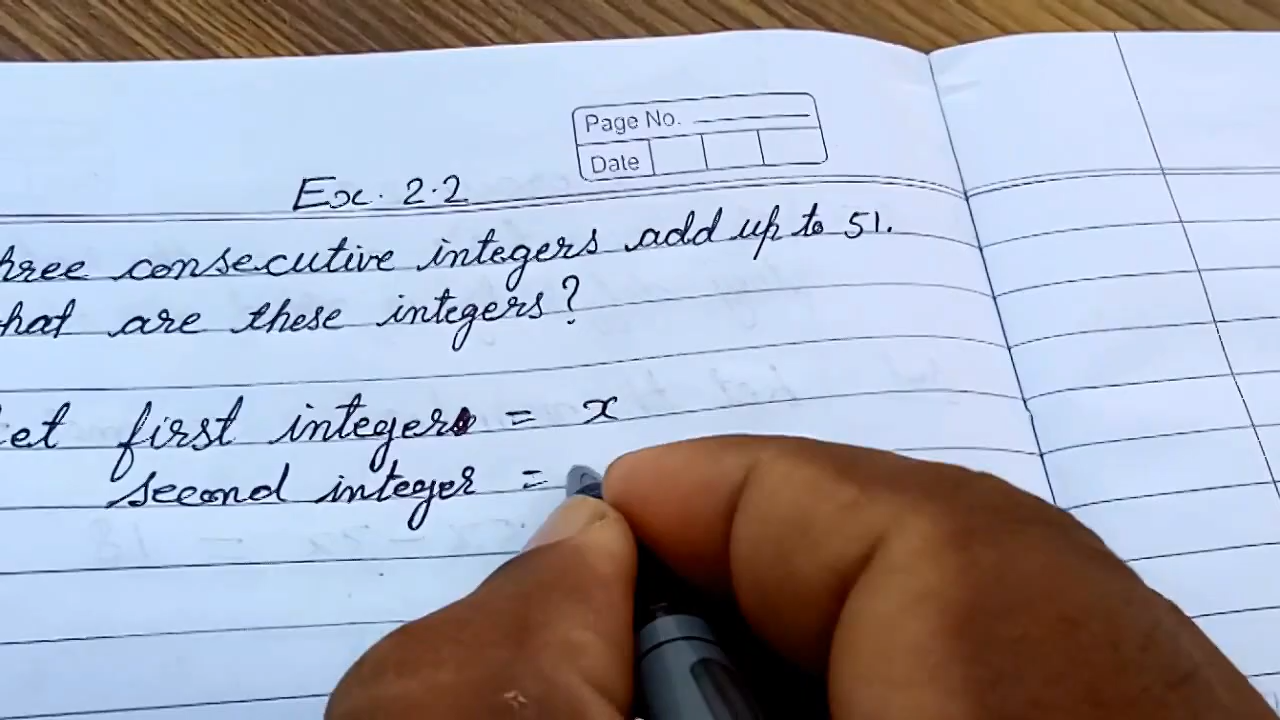 Page No.
Date
Ex. 2.2
hree consecutive integers add up to 51.
hat are these integers?
et first integer = x
second integer =